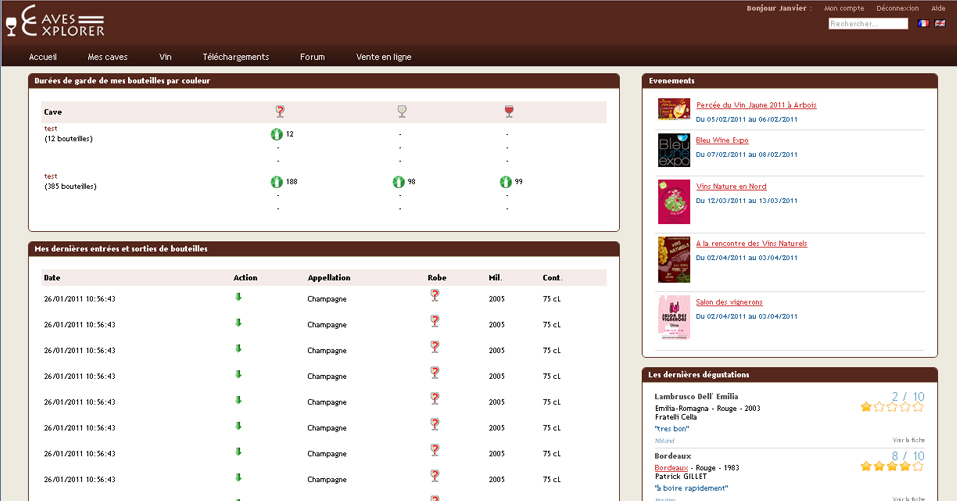 CAVES EXPLORER
Bonjour Janvier : Mon compte Déconnexion Aide
Rechercher...
Accueil Mes caves Vin Téléchargements Forum Vente en ligne
Durées de garde de mes bouteilles par couleur
Cave
test 12 - -
(12 bouteilles)
- - -
- - -
test 188 98 99
(385 bouteilles)
- - -
- - -
Mes dernières entrées et sorties de bouteilles
Date Action Appellation Robe Mil. Cont.
26/01/2011 10:56:43 Champagne 2005 75 cL
26/01/2011 10:56:43 Champagne 2005 75 cL
26/01/2011 10:56:43 Champagne 2005 75 cL
26/01/2011 10:56:43 Champagne 2005 75 cL
26/01/2011 10:56:43 Champagne 2005 75 cL
26/01/2011 10:56:43 Champagne 2005 75 cL
26/01/2011 10:56:43 Champagne 2005 75 cL
26/01/2011 10:56:43 Champagne 2005 75 cL
Evenements
Percée du Vin Jaune 2011 à Arbois
Du 05/02/2011 au 06/02/2011
Bleu Wine expo
Bleu Wine Expo
Du 07/02/2011 au 08/02/2011
Vins Nature en Nord
Du 12/03/2011 au 13/03/2011
VINS NATURELS
A la rencontre des Vins Naturels
Du 02/04/2011 au 03/04/2011
SALON DES VIGNERONS
Salon des vignerons
Du 02/04/2011 au 03/04/2011
Les dernières dégustations
Lambrusco Dell' Emilia 2 / 10
Emilia-Romagna - Rouge - 2003
Fratelli Cella
"tres bon"
Voir la fiche
Bordeaux 8 / 10
Bordeaux - Rouge - 1983
Patrick GILLET
"à boire rapidement"
Voir la fiche